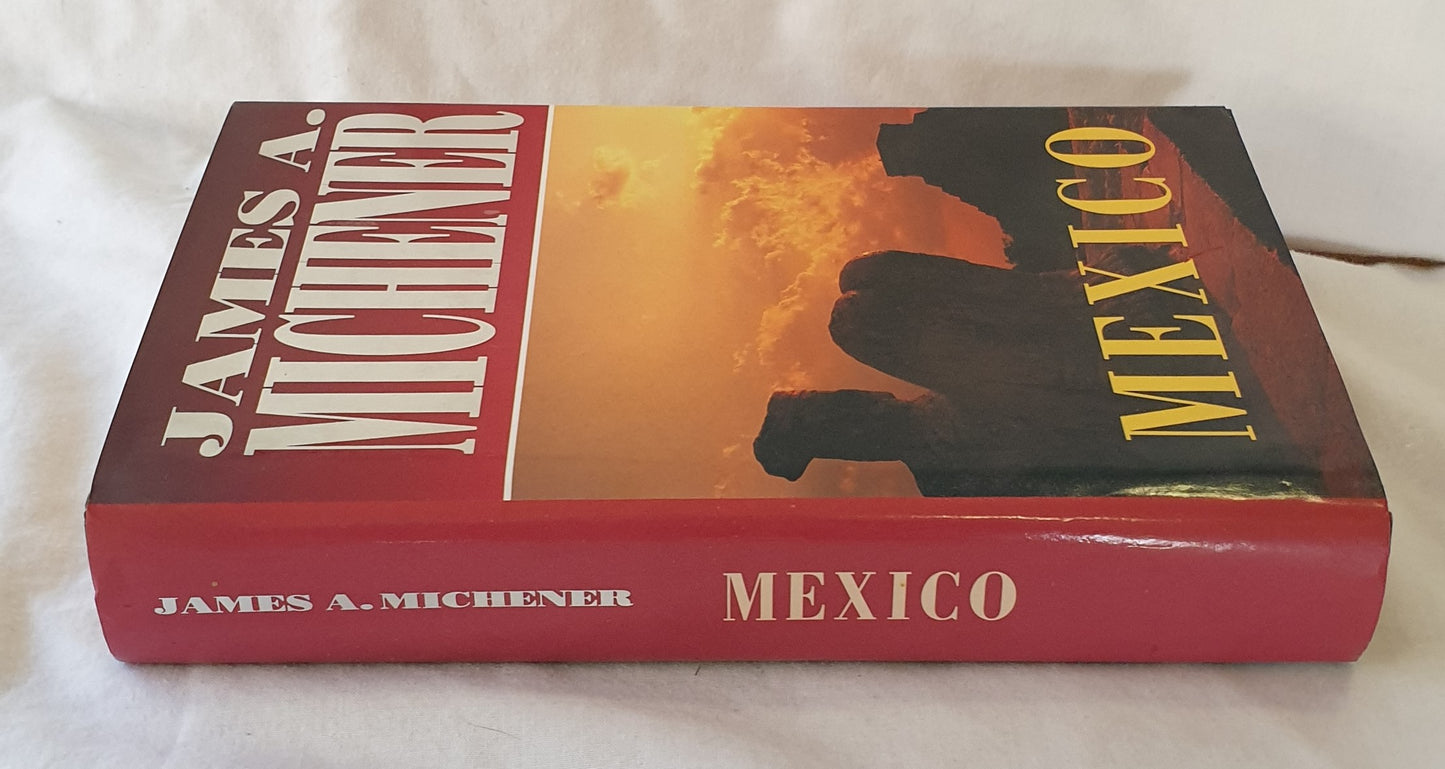 JAMES A.
MICHENER
MEXICO
JAMES A. MICHENER MEXICO